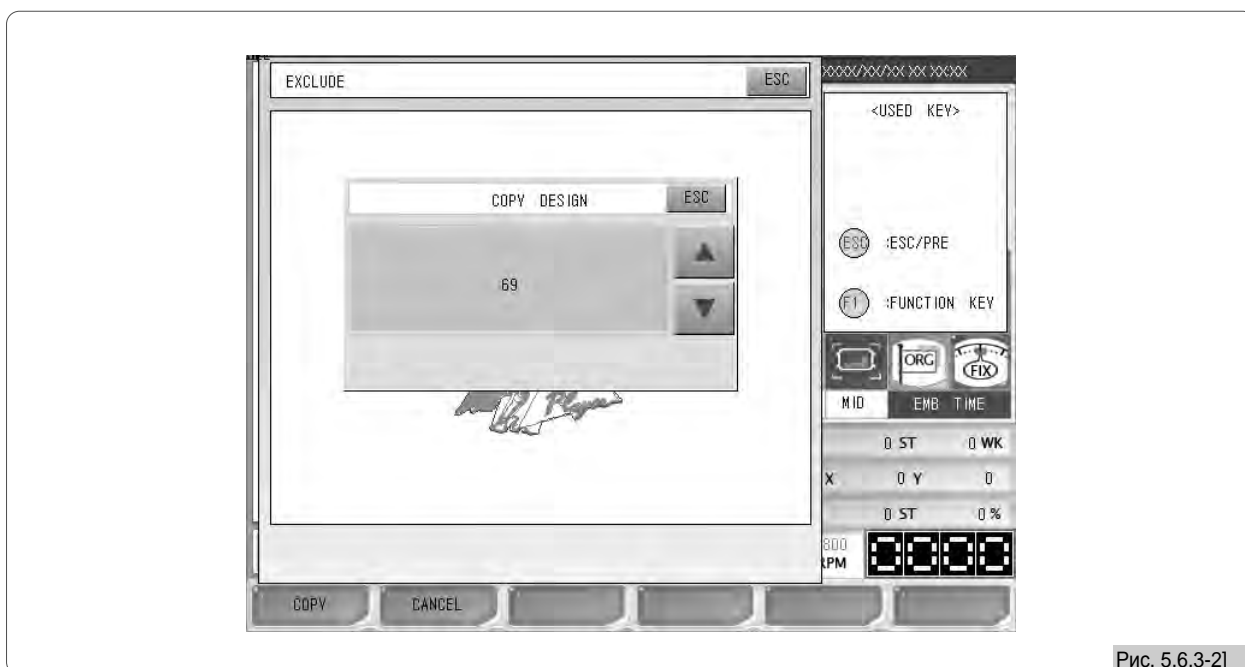 XXXX/XX/XX XX XXXX
EXCLUDE
ESC
<USED KEY>
COPY DESIGN
ESC
69
ESC :ESC/PRE
F1 :FUNCTION KEY
ORG
FIX
MID
EMB TIME
Player
0 ST 0 WK
X 0 Y 0
0 ST 0 %
800
RPM
0000
COPY
CANCEL
Рис. 5.6.3-2]